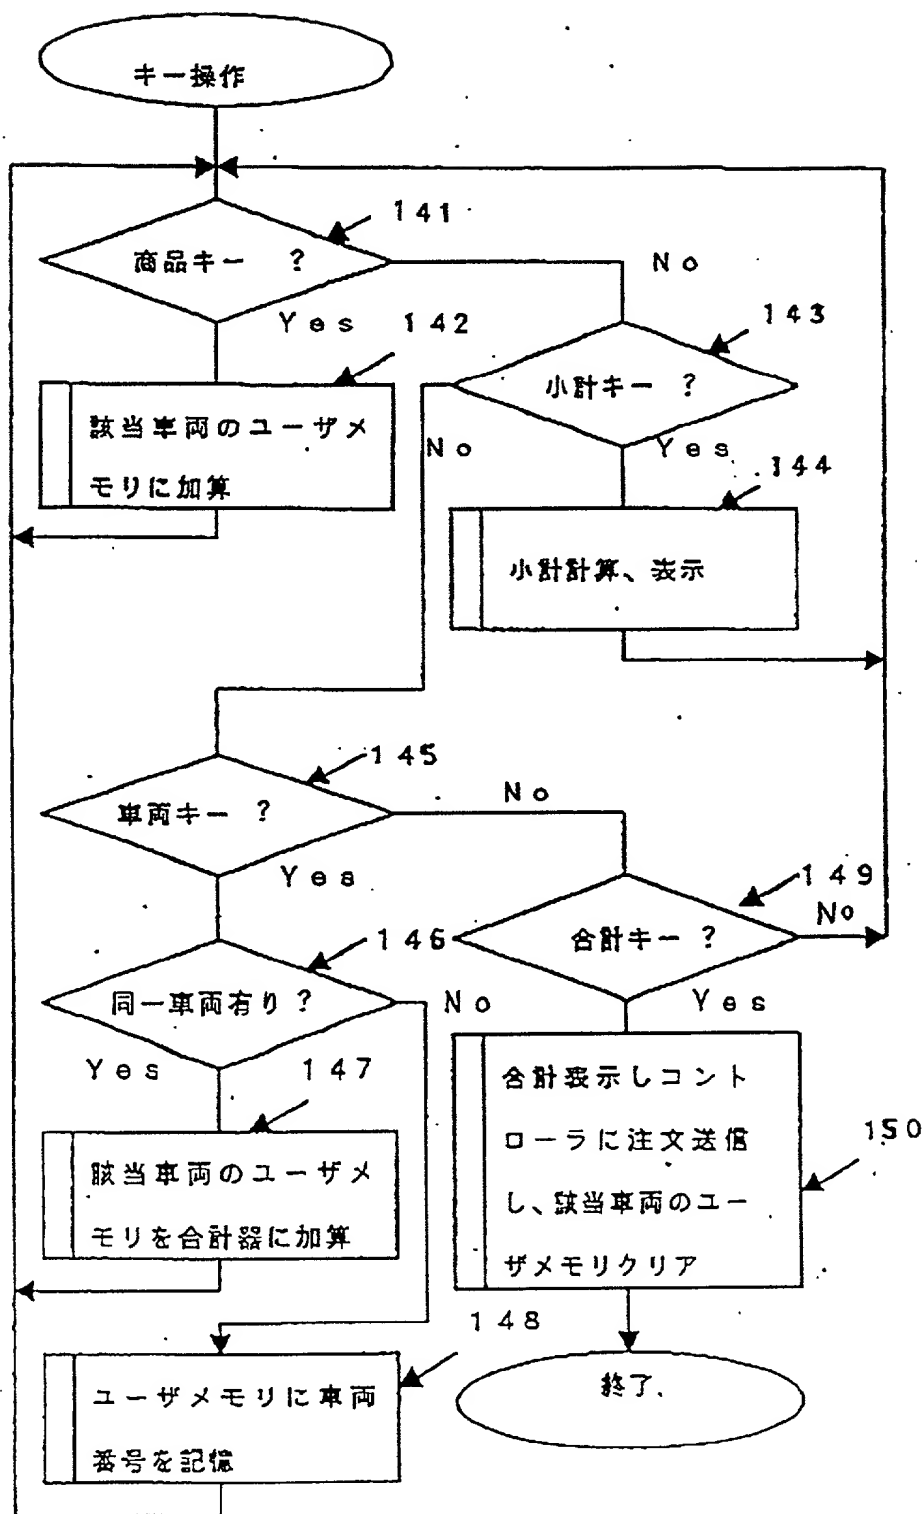 キー操作
141
商品キー ?
No
Yes
142
143
小計キー ?
該当車両のユーザメ
モリに加算
No
Yes
144
小計計算、表示
145
車両キー ?
No
Yes
149
No
146
合計キー ?
同一車両有り ?
No
Yes
Yes
147
合計表示しコント
ローラに注文送信
し、該当車両のユー
ザメモリクリア
150
該当車両のユーザメ
モリを合計器に加算
148
ユーザメモリに車両
番号を記憶
終了